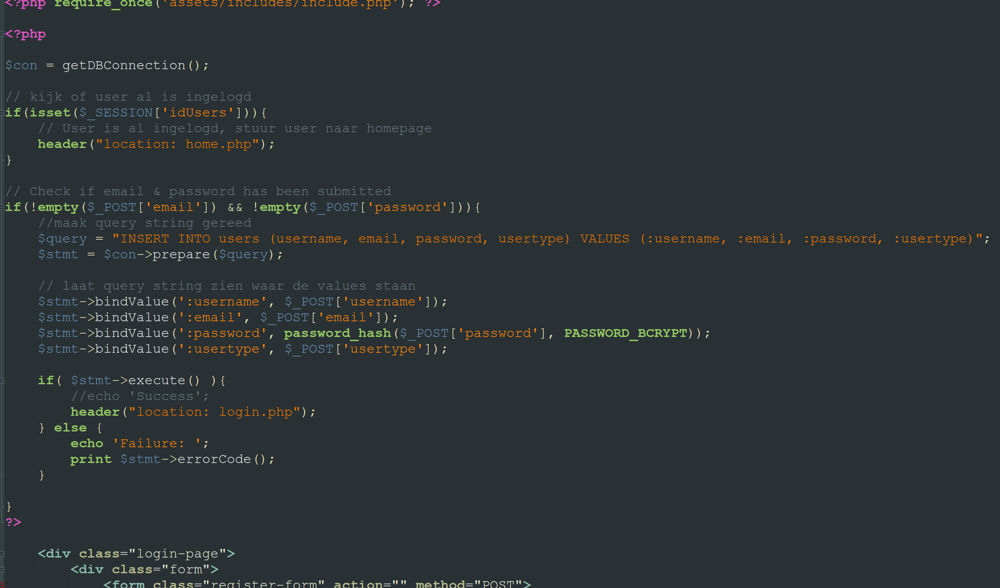 <?php require_once('assets/includes/include.php'); ?>
<?php
$con = getDBConnection();
// kijk of user al is ingelogd
if(isset($_SESSION['idUsers'])){
// User is al ingelogd, stuur user naar homepage
header("location: home.php");
}
// Check if email & password has been submitted
if(!empty($_POST['email']) && !empty($_POST['password'])){
//maak query string gereed
$query = "INSERT INTO users (username, email, password, usertype) VALUES (:username, :email, :password, :usertype)";
$stmt = $con->prepare($query);
// laat query string zien waar de values staan
$stmt->bindValue(':username', $_POST['username']);
$stmt->bindValue(':email', $_POST['email']);
$stmt->bindValue(':password', password_hash($_POST['password'], PASSWORD_BCRYPT));
$stmt->bindValue(':usertype', $_POST['usertype']);
if( $stmt->execute() ){
//echo 'Success';
header("location: login.php");
} else {
echo 'Failure: ';
print $stmt->errorCode();
}
}
?>
<div class="login-page">
<div class="form">
<form class="register-form" action="" method="POST">